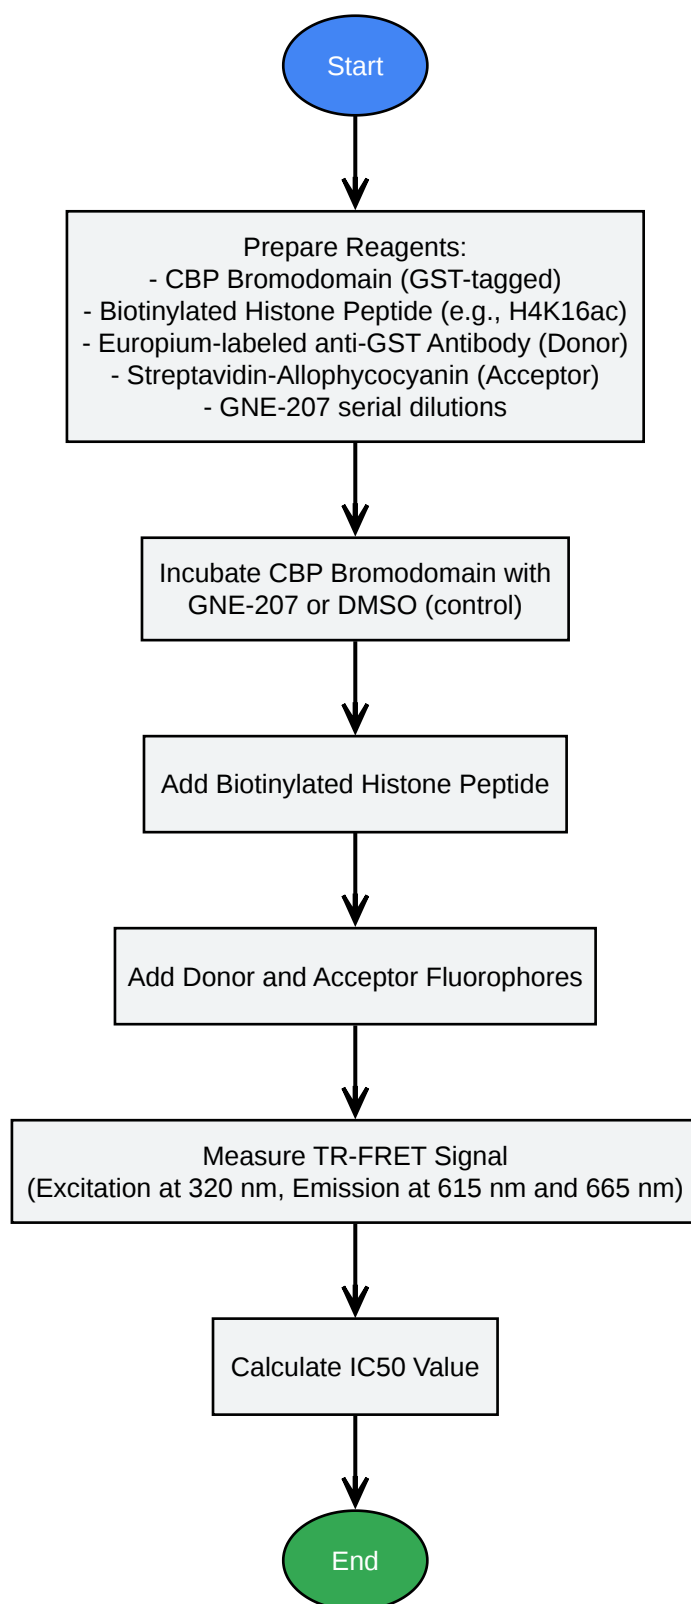 Start
Prepare Reagents:
- CBP Bromodomain (GST-tagged)
- Biotinylated Histone Peptide (e.g., H4K16ac)
- Europium-labeled anti-GST Antibody (Donor)
- Streptavidin-Allophycocyanin (Acceptor)
- GNE-207 serial dilutions
Incubate CBP Bromodomain with
GNE-207 or DMSO (control)
Add Biotinylated Histone Peptide
Add Donor and Acceptor Fluorophores
Measure TR-FRET Signal
(Excitation at 320 nm, Emission at 615 nm and 665 nm)
Calculate IC50 Value
End